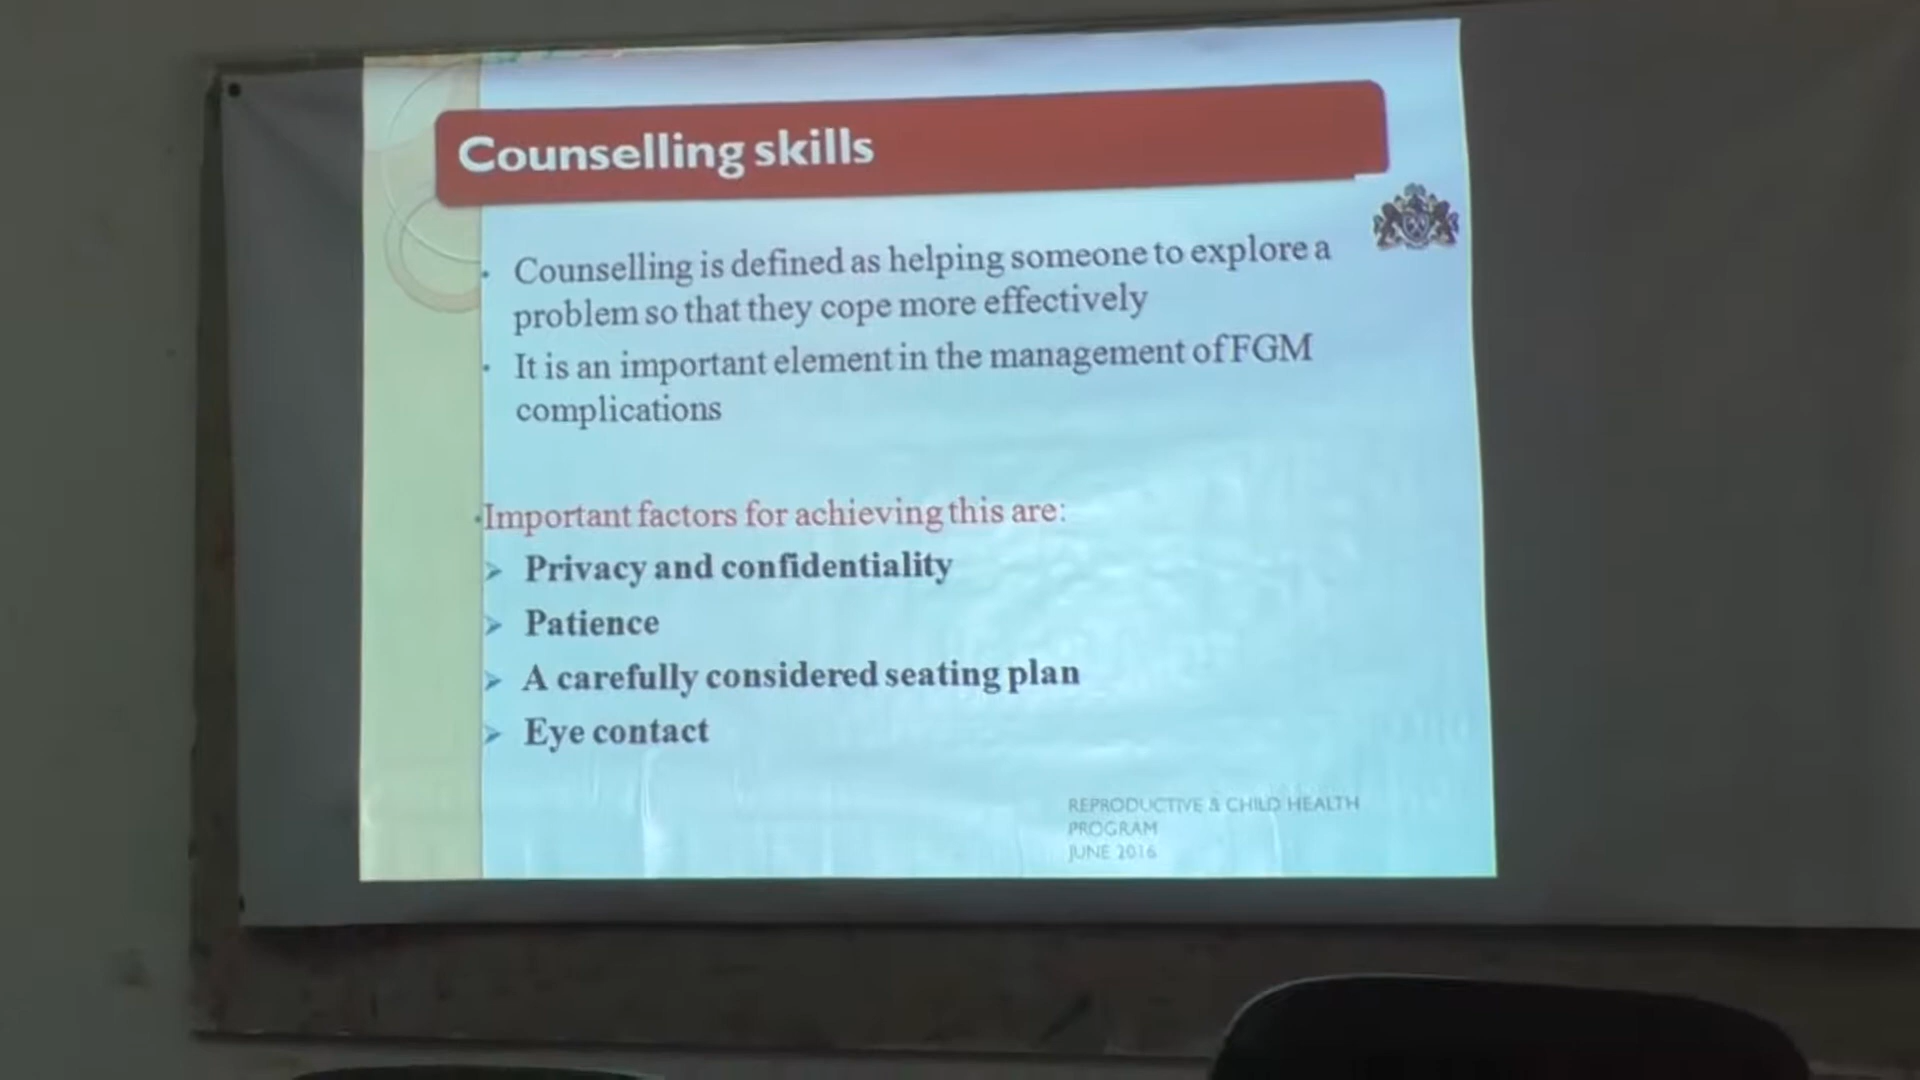 Counselling skills
Counselling is defined as helping someone to explore a
problem so that they cope more effectively
It is an important element in the management of FGM
complications
Important factors for achieving this are:
Privacy and confidentiality
Patience
A carefully considered seating plan
Eye contact
REPRODUCTIVE & CHILD HEALTH
PROGRAM
JUNE 2016